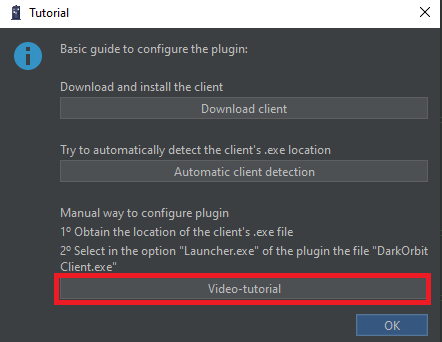 Tutorial
Basic guide to configure the plugin:
Download and install the client
Download client
Try to automatically detect the client's .exe location
Automatic client detection
Manual way to configure plugin
1º Obtain the location of the client's .exe file
2º Select in the option "Launcher.exe" of the plugin the file "DarkOrbit
Client.exe"
Video-tutorial
OK